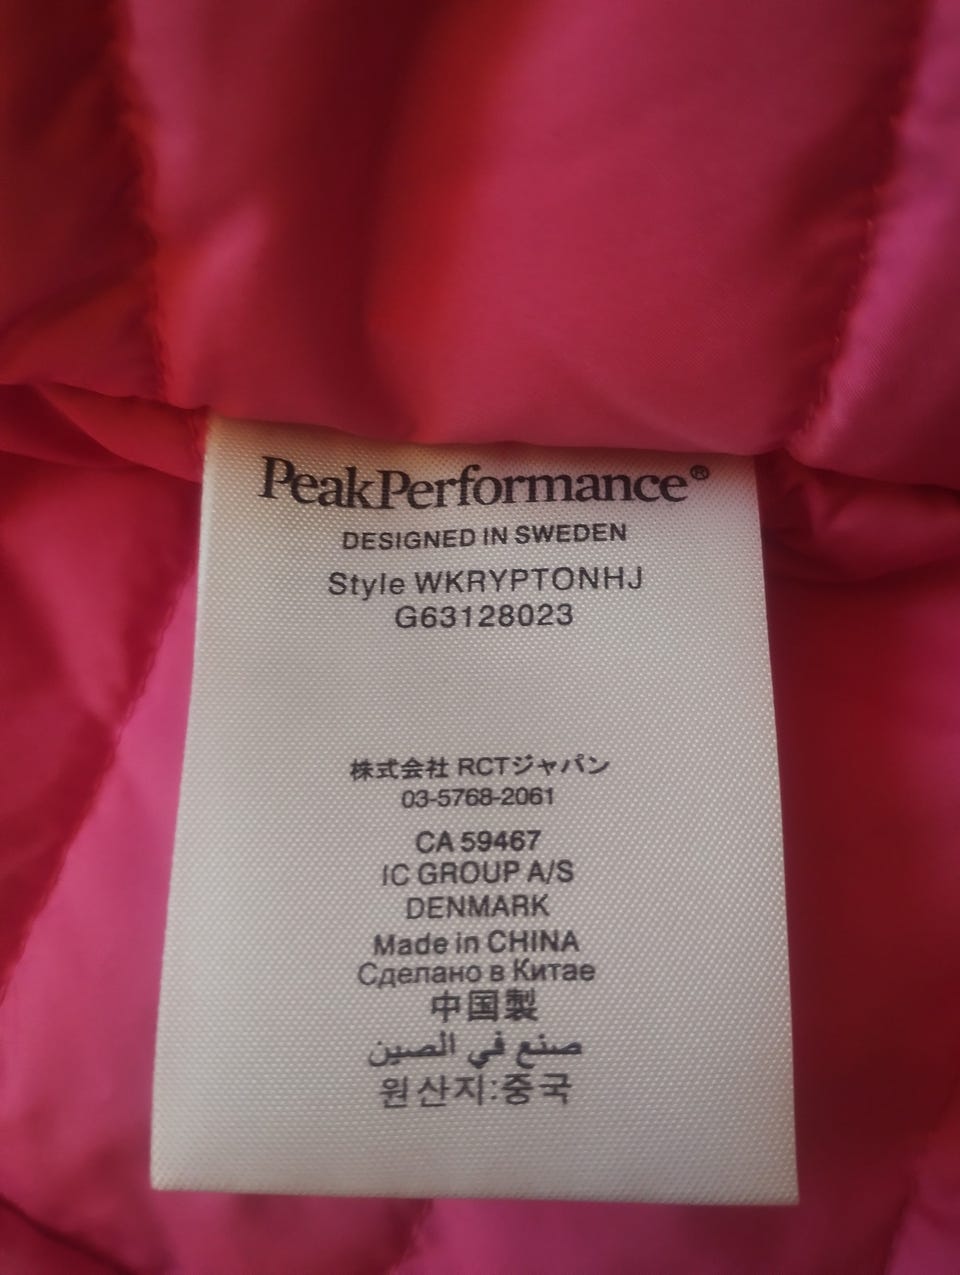 PeakPerformance®
DESIGNED IN SWEDEN
Style WKRYPTONHJ
G63128023
株式会社 RCTジャパン
03-5768-2061
CA 59467
IC GROUP A/S
DENMARK
Made in CHINA
Сделано в Китае
中国製
صنع في الصين
원산지:중국